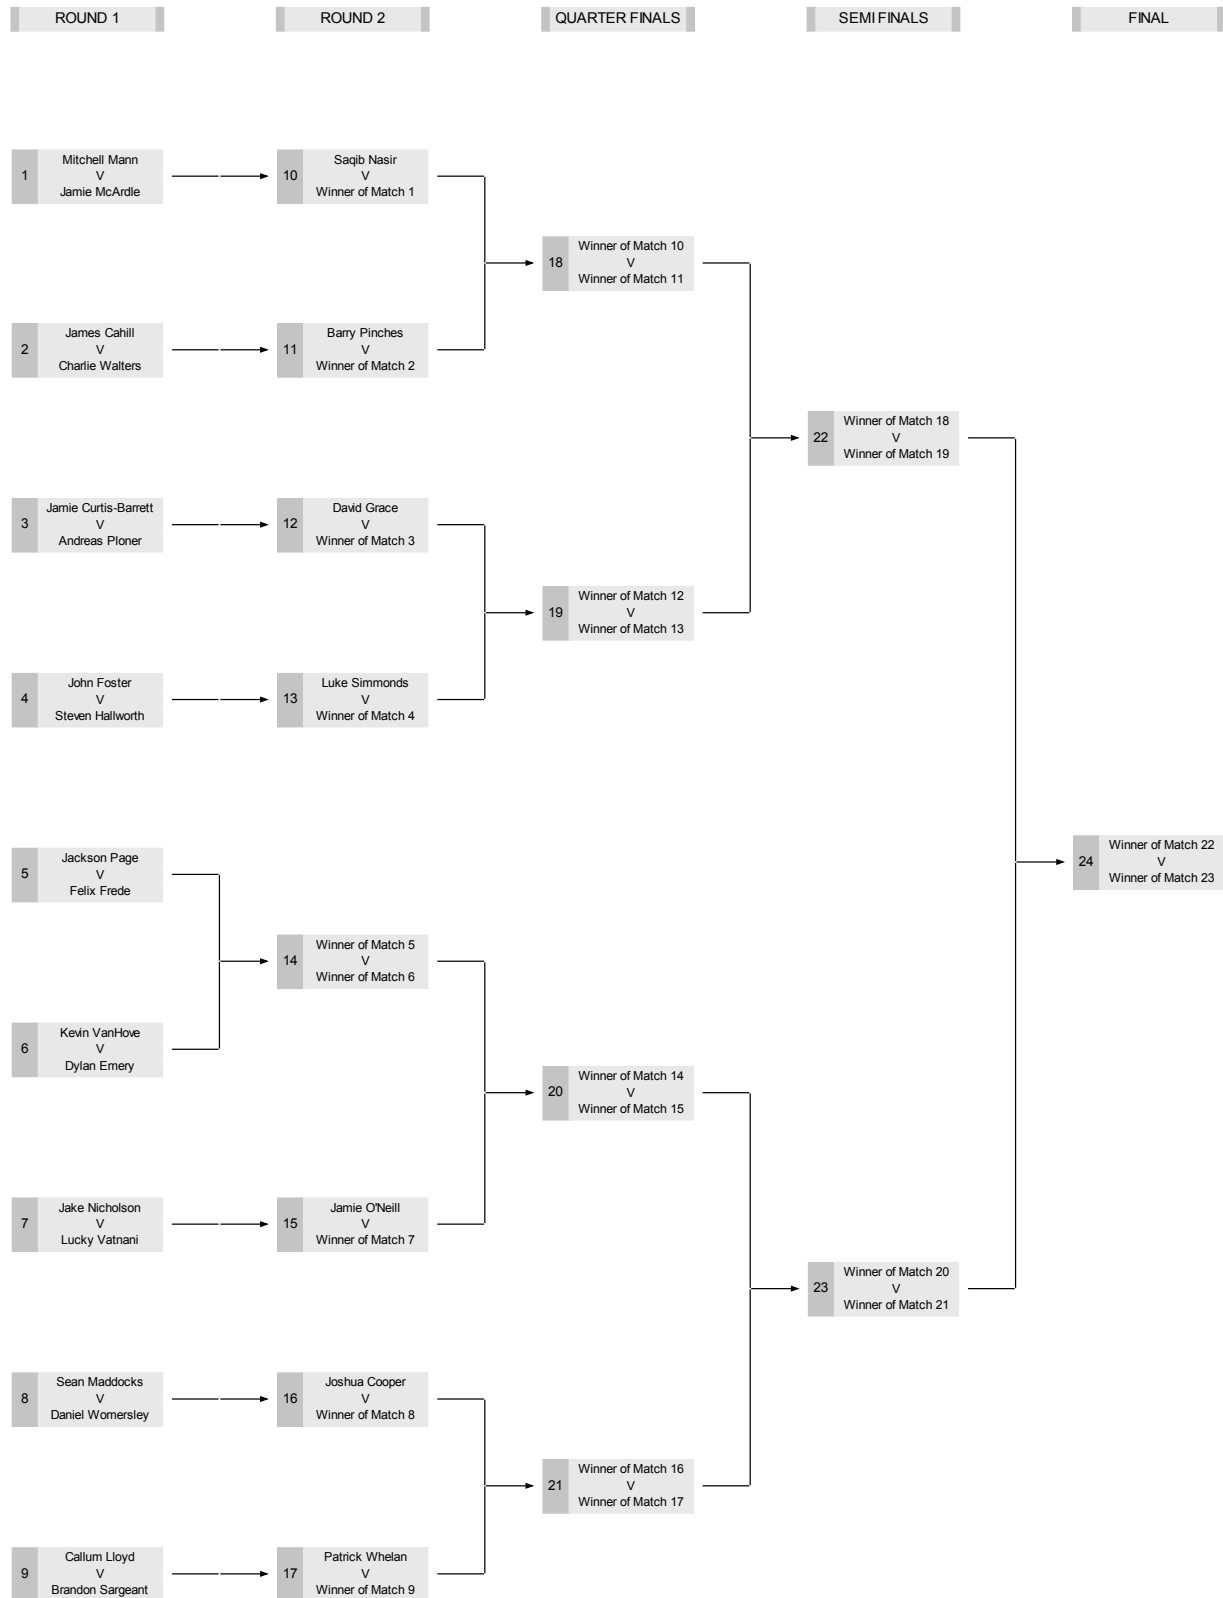 ROUND 1
ROUND 2
QUARTER FINALS
SEMI FINALS
FINAL
1
Mitchell Mann
V
Jamie McArdle
10
Saqib Nasir
V
Winner of Match 1
18
Winner of Match 10
V
Winner of Match 11
2
James Cahill
V
Charlie Walters
11
Barry Pinches
V
Winner of Match 2
22
Winner of Match 18
V
Winner of Match 19
3
Jamie Curtis-Barrett
V
Andreas Ploner
12
David Grace
V
Winner of Match 3
19
Winner of Match 12
V
Winner of Match 13
4
John Foster
V
Steven Hallworth
13
Luke Simmonds
V
Winner of Match 4
5
Jackson Page
V
Felix Frede
24
Winner of Match 22
V
Winner of Match 23
14
Winner of Match 5
V
Winner of Match 6
6
Kevin VanHove
V
Dylan Emery
20
Winner of Match 14
V
Winner of Match 15
7
Jake Nicholson
V
Lucky Vatnani
15
Jamie O'Neill
V
Winner of Match 7
23
Winner of Match 20
V
Winner of Match 21
8
Sean Maddocks
V
Daniel Womersley
16
Joshua Cooper
V
Winner of Match 8
21
Winner of Match 16
V
Winner of Match 17
9
Callum Lloyd
V
Brandon Sargeant
17
Patrick Whelan
V
Winner of Match 9